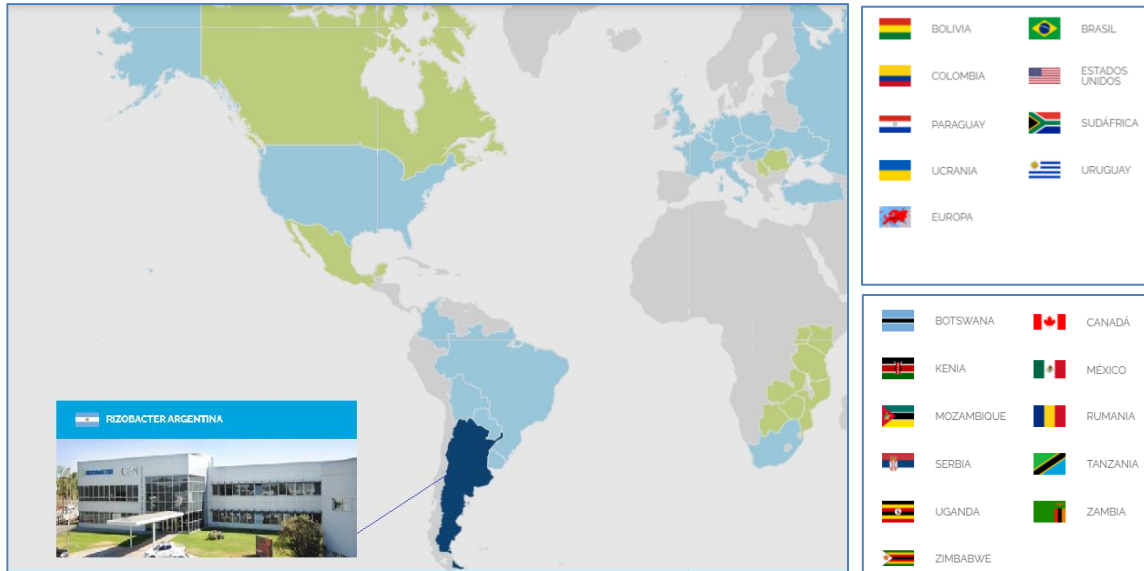 RIZOBACTER ARGENTINA
RIZOBACTER
BOLIVIA
BRASIL
COLOMBIA
ESTADOS
UNIDOS
PARAGUAY
SUDÁFRICA
UCRANIA
URUGUAY
EUROPA
BOTSWANA
CANADÁ
KENIA
MÉXICO
MOZAMBIQUE
RUMANIA
SERBIA
TANZANIA
UGANDA
ZAMBIA
ZIMBABWE